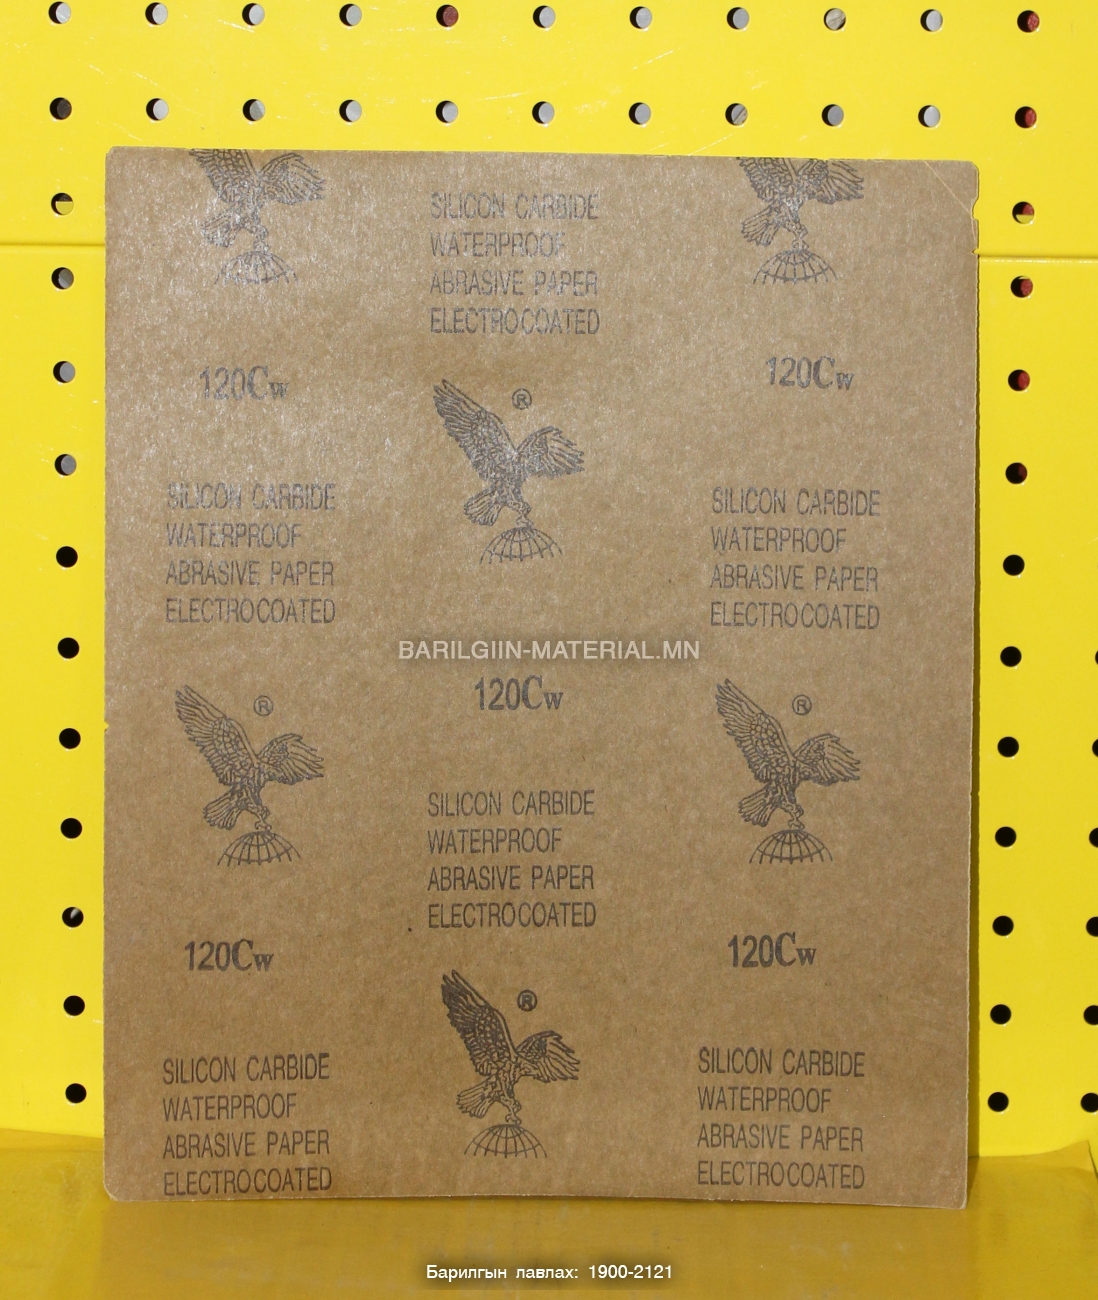 SILICON CARBIDE
WATERPROOF
ABRASIVE PAPER
ELECTROCOATED
120Cw
120Cw
®
SILICON CARBIDE
WATERPROOF
ABRASIVE PAPER
ELECTROCOATED
SILICON CARBIDE
WATERPROOF
ABRASIVE PAPER
ELECTROCOATED
BARILGIIN-MATERIAL.MN
120Cw
®
®
SILICON CARBIDE
WATERPROOF
ABRASIVE PAPER
ELECTROCOATED
120Cw
120Cw
®
SILICON CARBIDE
WATERPROOF
ABRASIVE PAPER
ELECTROCOATED
SILICON CARBIDE
WATERPROOF
ABRASIVE PAPER
ELECTROCOATED
Барилгын лавлах: 1900-2121